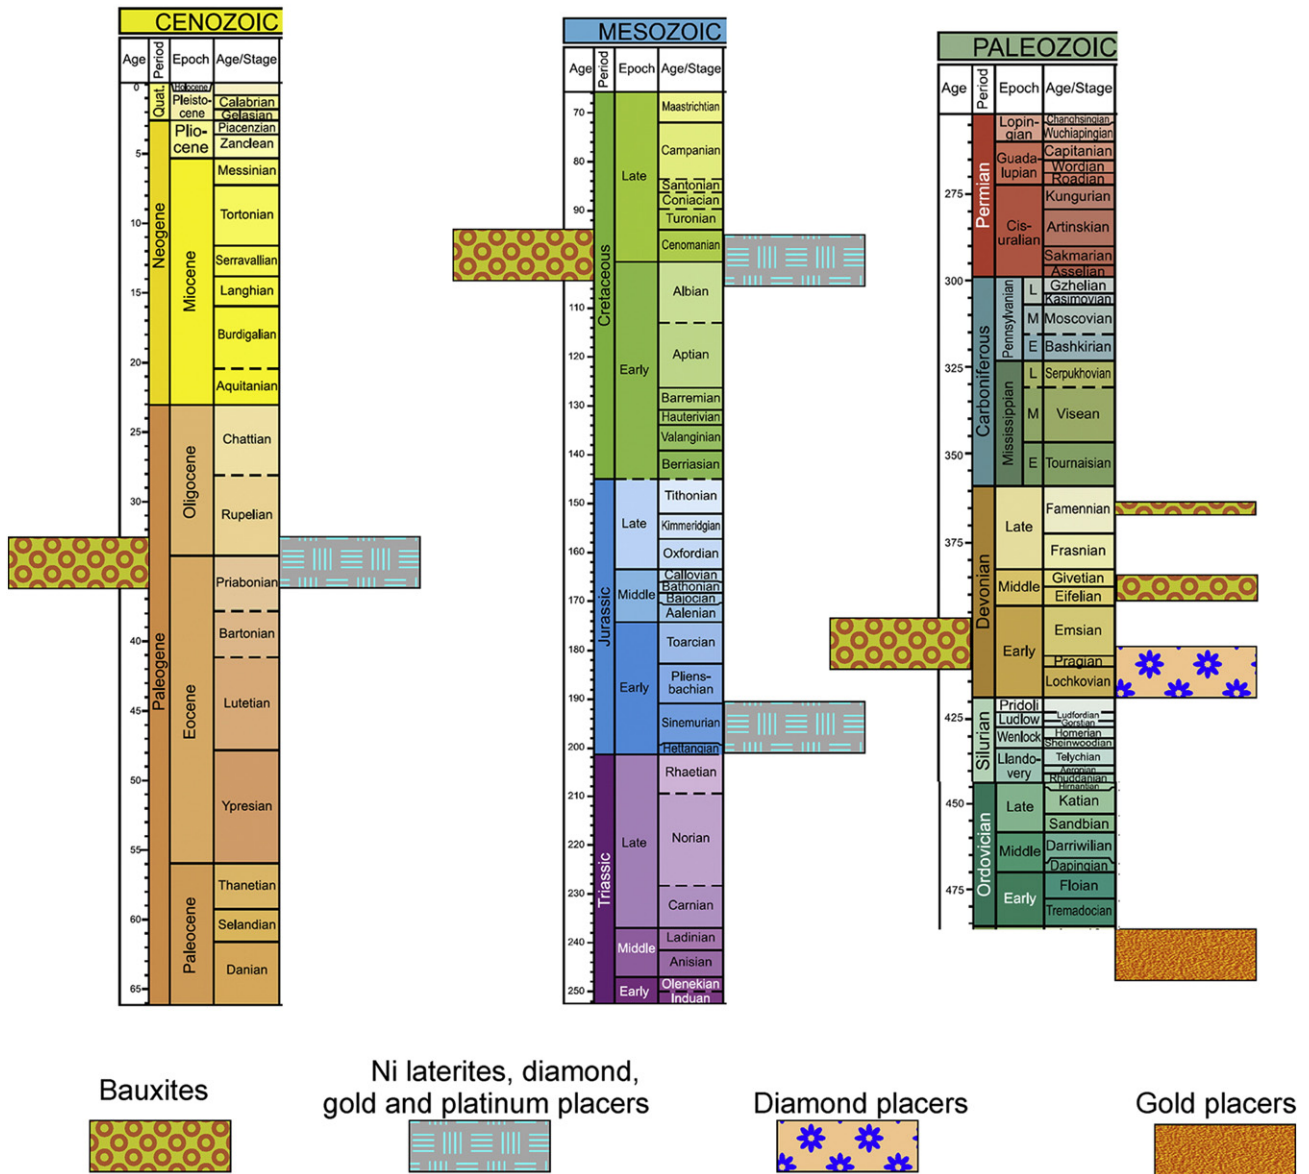 CENOZOIC
Age
Period
Epoch
Age/Stage
0
5
10
15
20
25
30
40
45
50
55
60
65
Quat.
Neogene
Paleogene
Holocene
Pleisto-
cene
Plio-
cene
Miocene
Oligocene
Eocene
Paleocene
Calabrian
Gelasian
Piacenzian
Zanclean
Messinian
Tortonian
Serravallian
Langhian
Burdigalian
Aquitanian
Chattian
Rupelian
Priabonian
Bartonian
Lutetian
Ypresian
Thanetian
Selandian
Danian
MESOZOIC
Age
Period
Epoch
Age/Stage
70
80
90
110
120
130
140
150
160
170
180
190
200
210
220
230
240
250
Cretaceous
Jurassic
Triassic
Late
Early
Late
Middle
Early
Late
Middle
Early
Maastrichtian
Campanian
Santonian
Coniacian
Turonian
Cenomanian
Albian
Aptian
Barremian
Hauterivian
Valanginian
Berriasian
Tithonian
Kimmeridgian
Oxfordian
Callovian
Bathonian
Bajocian
Aalenian
Toarcian
Pliens-
bachian
Sinemurian
Hettangian
Rhaetian
Norian
Carnian
Ladinian
Anisian
Olenekian
Induan
PALEOZOIC
Age
Period
Epoch
Age/Stage
275
300
325
350
375
425
450
475
Permian
Carboniferous
Devonian
Silurian
Ordovician
Lopin-
gian
Guada-
lupian
Cis-
uralian
Pennsylvanian
L
M
E
Mississippian
L
M
E
Late
Middle
Early
Pridoli
Ludlow
Wenlock
Llando-
very
Late
Middle
Early
Changhsingian
Wuchiapingian
Capitanian
Wordian
Roadian
Kungurian
Artinskian
Sakmarian
Asselian
Gzhelian
Kasimovian
Moscovian
Bashkirian
Serpukhovian
Visean
Tournaisian
Famennian
Frasnian
Givetian
Eifelian
Emsian
Pragian
Lochkovian
Ludfordian
Gorstian
Homerian
Sheinwoodian
Telychian
Aeronian
Rhuddanian
Hirnantian
Katian
Sandbian
Darriwilian
Dapingian
Floian
Tremadocian
Bauxites
Ni laterites, diamond,
gold and platinum placers
Diamond placers
Gold placers